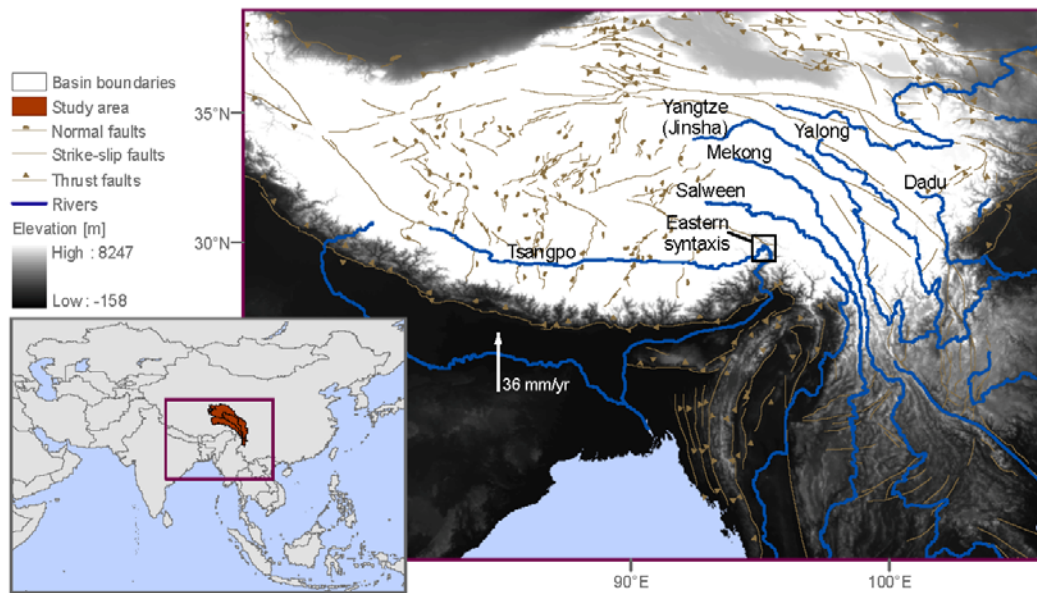 Basin boundaries
Study area
Normal faults
Strike-slip faults
Thrust faults
Rivers
Elevation [m]
High : 8247
Low : -158
35°N
30°N
Yangtze
(Jinsha)
Yalong
Mekong
Dadu
Salween
Eastern
syntaxis
Tsangpo
36 mm/yr
90°E
100°E